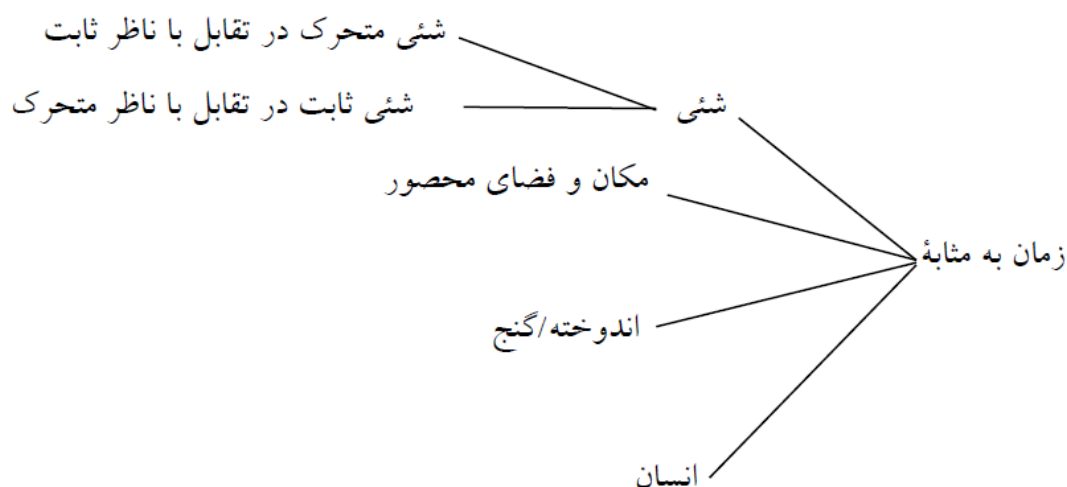 شئی متحرک در تقابل با ناظر ثابت
شئی
شئی ثابت در تقابل با ناظر متحرک
مکان و فضای محصور
زمان به مثابهٔ
اندوخته/گنج
انسان